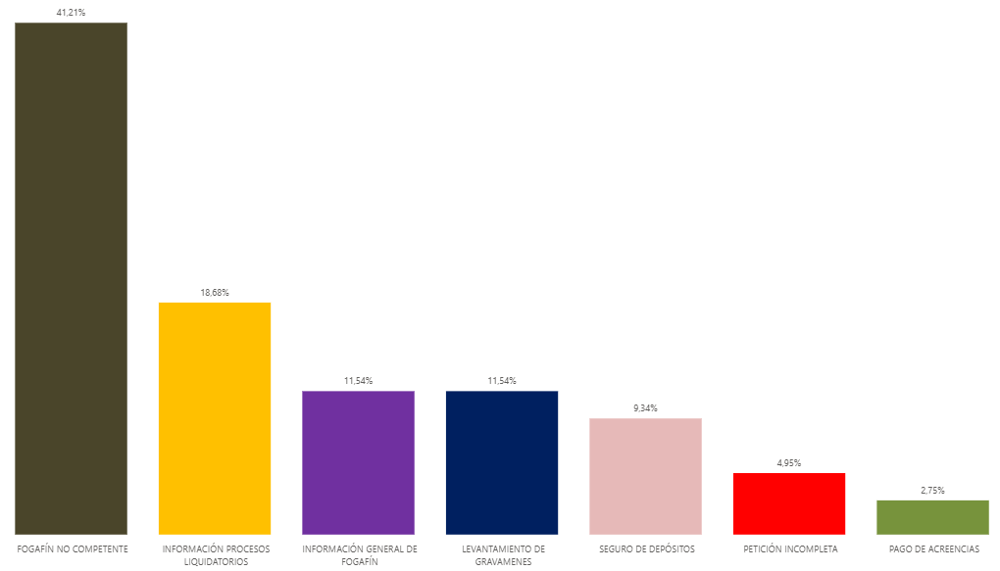 41,21%
18,68%
11,54%
11,54%
9,34%
4,95%
2,75%
FOGAFÍN NO COMPETENTE
INFORMACIÓN PROCESOS
LIQUIDATORIOS
INFORMACIÓN GENERAL DE
FOGAFÍN
LEVANTAMIENTO DE
GRAVAMENES
SEGURO DE DEPÓSITOS
PETICIÓN INCOMPLETA
PAGO DE ACREENCIAS